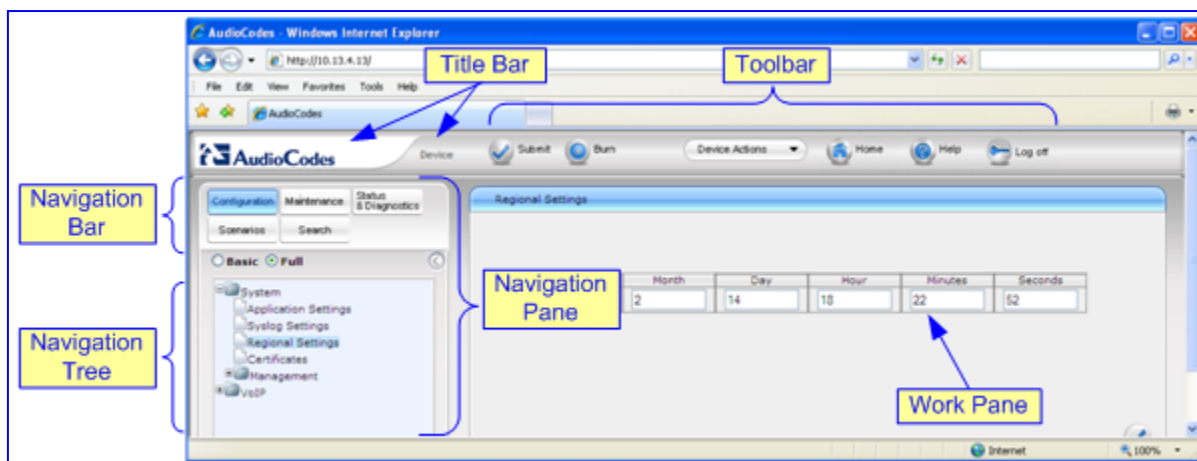 AudioCodes - Windows Internet Explorer
http://10.13.4.13/
Title Bar
Toolbar
File Edit View Favorites Tools Help
AudioCodes
AudioCodes
Device
Submit
Burn
Device Actions
Home
Help
Log off
Navigation
Bar
Configuration
Maintenance
Status
& Diagnostics
Scenarios
Search
Regional Settings
Basic
Full
Navigation
Pane
Month Day Hour Minutes Seconds
2 14 18 22 52
Navigation
Tree
System
Application Settings
Syslog Settings
Regional Settings
Certificates
Management
VoIP
Work Pane
Internet
100%